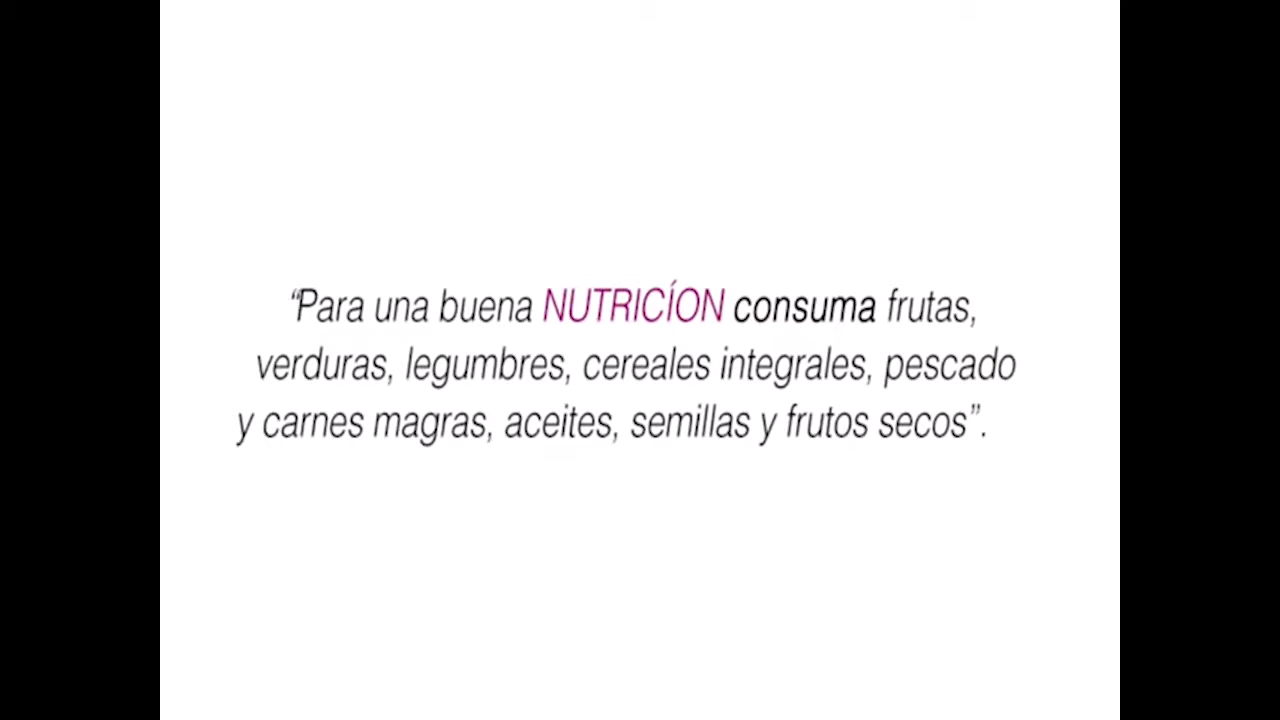 “Para una buena NUTRICÍON consuma frutas,
verduras, legumbres, cereales integrales, pescado
y carnes magras, aceites, semillas y frutos secos”.